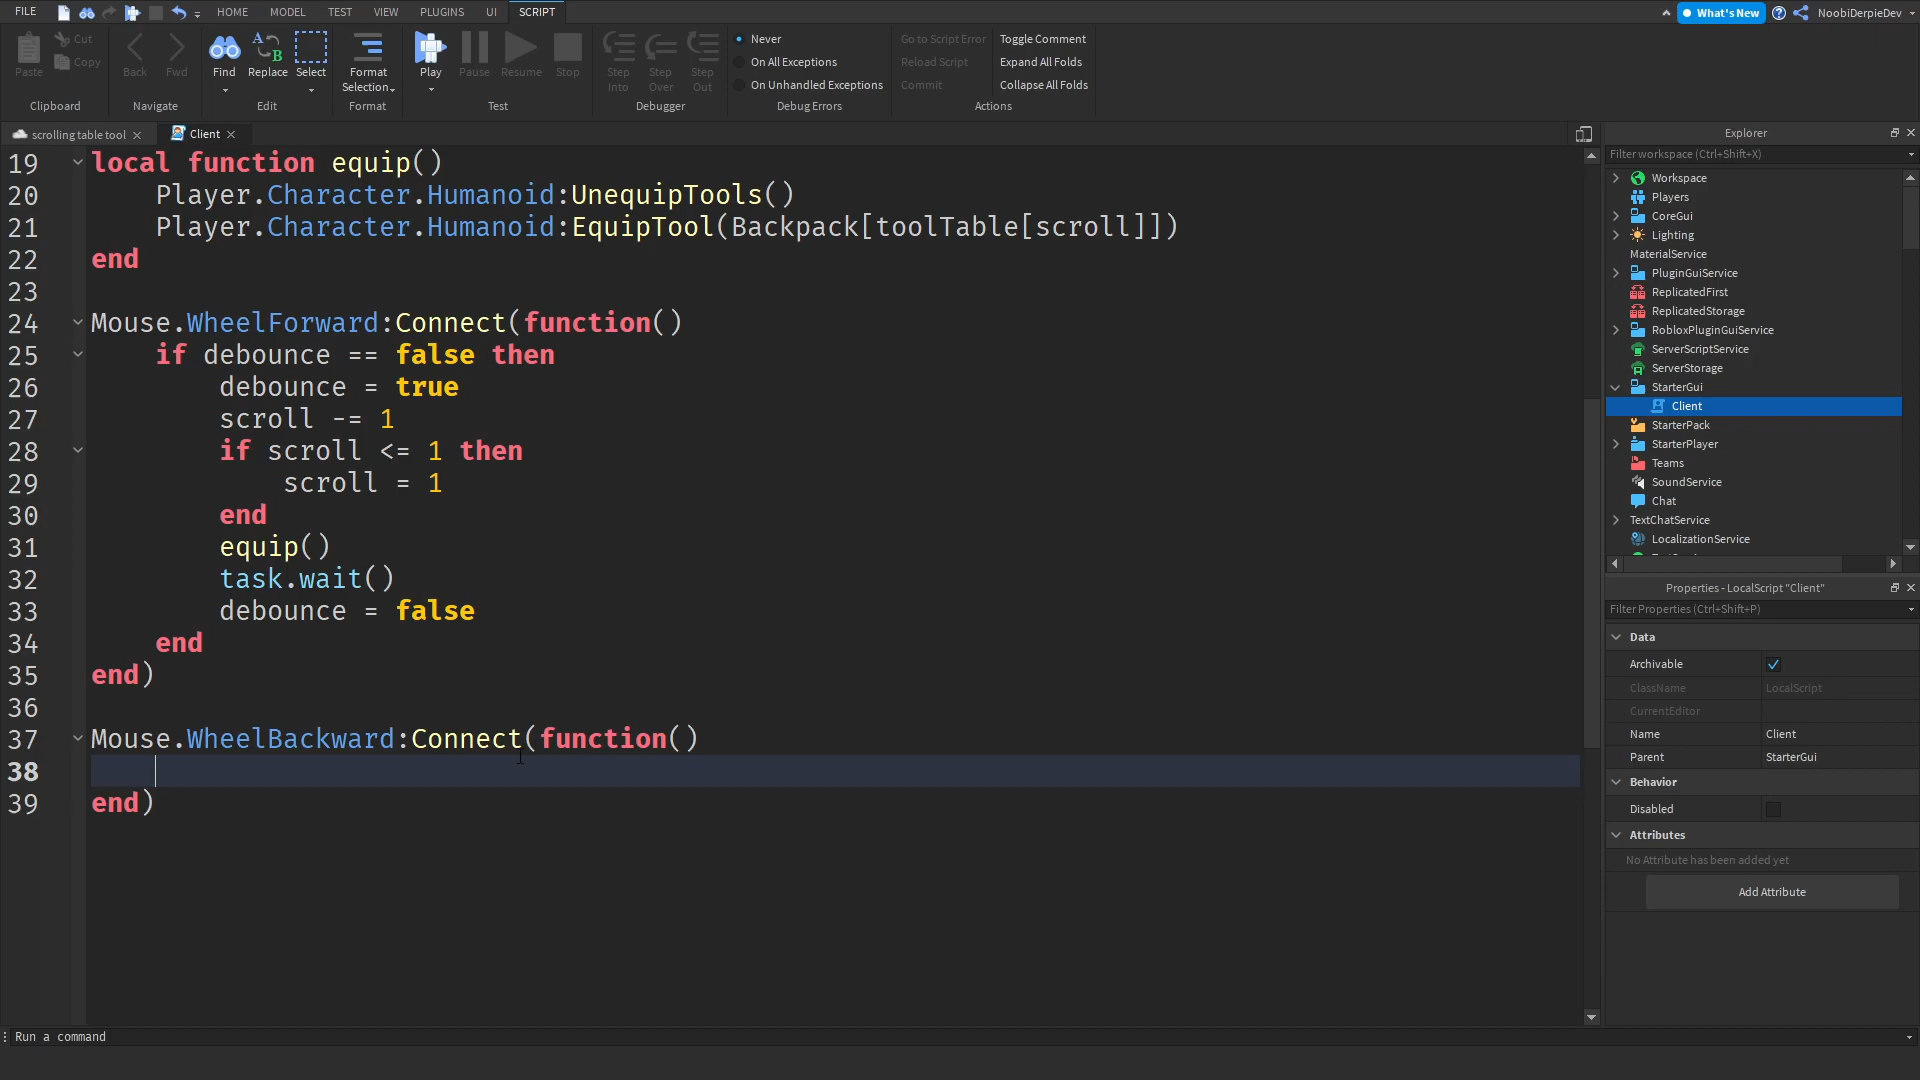 FILE HOME MODEL TEST VIEW PLUGINS UI SCRIPT What's New NoobiDerpieDev
Paste Cut Copy Clipboard
Back Fwd Navigate
Find Replace Select Edit
Format Selection Format
Play Pause Resume Stop Test
Step Into Step Over Step Out Debugger
Never
On All Exceptions
On Unhandled Exceptions
Debug Errors
Go to Script Error Toggle Comment
Reload Script Expand All Folds
Commit Collapse All Folds
Actions
scrolling table tool Client
19 local function equip()
20 Player.Character.Humanoid:UnequipTools()
21 Player.Character.Humanoid:EquipTool(Backpack[toolTable[scroll]])
22 end
23
24 Mouse.WheelForward:Connect(function()
25 if debounce == false then
26 debounce = true
27 scroll -= 1
28 if scroll <= 1 then
29 scroll = 1
30 end
31 equip()
32 task.wait()
33 debounce = false
34 end
35 end)
36
37 Mouse.WheelBackward:Connect(function()
38
39 end)
Run a command
Explorer
Filter workspace (Ctrl+Shift+X)
Workspace
Players
CoreGui
Lighting
MaterialService
PluginGuiService
ReplicatedFirst
ReplicatedStorage
RobloxPluginGuiService
ServerScriptService
ServerStorage
StarterGui
Client
StarterPack
StarterPlayer
Teams
SoundService
Chat
TextChatService
LocalizationService
Properties - LocalScript "Client"
Filter Properties (Ctrl+Shift+P)
Data
Archivable
ClassName LocalScript
CurrentEditor
Name Client
Parent StarterGui
Behavior
Disabled
Attributes
No Attribute has been added yet
Add Attribute